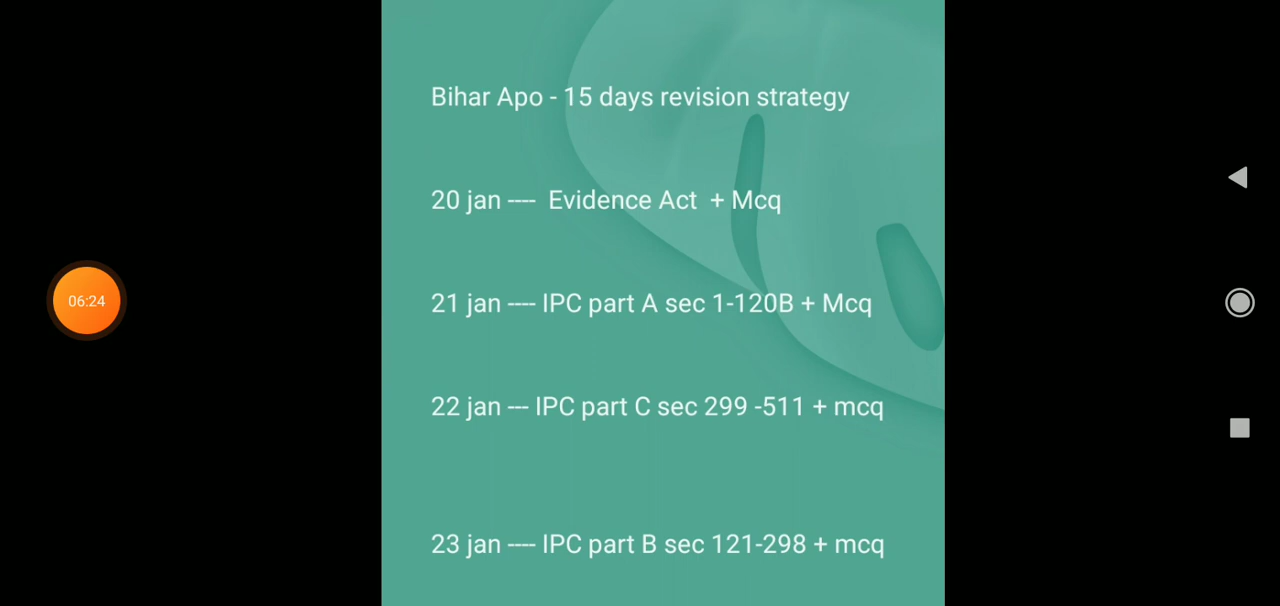 Bihar Apo - 15 days revision strategy
20 jan ---- Evidence Act + Mcq
06:24
21 jan ---- IPC part A sec 1-120B + Mcq
22 jan --- IPC part C sec 299 -511 + mcq
23 jan ---- IPC part B sec 121-298 + mcq